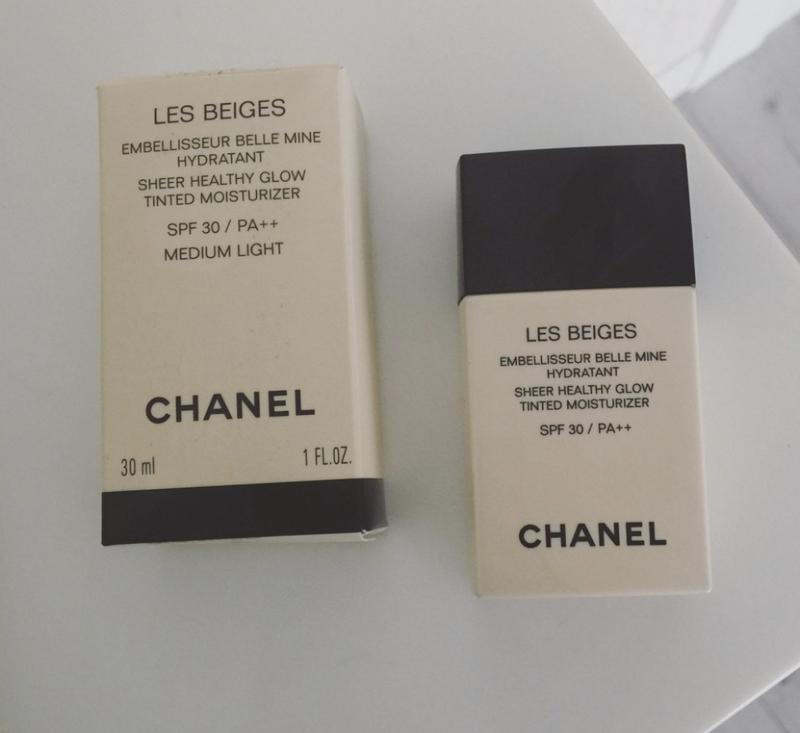 LES BEIGES
EMBELLISSEUR BELLE MINE
HYDRATANT
SHEER HEALTHY GLOW
TINTED MOISTURIZER
SPF 30 / PA++
MEDIUM LIGHT
CHANEL
30 ml 1 FL.OZ.
LES BEIGES
EMBELLISSEUR BELLE MINE
HYDRATANT
SHEER HEALTHY GLOW
TINTED MOISTURIZER
SPF 30 / PA++
CHANEL